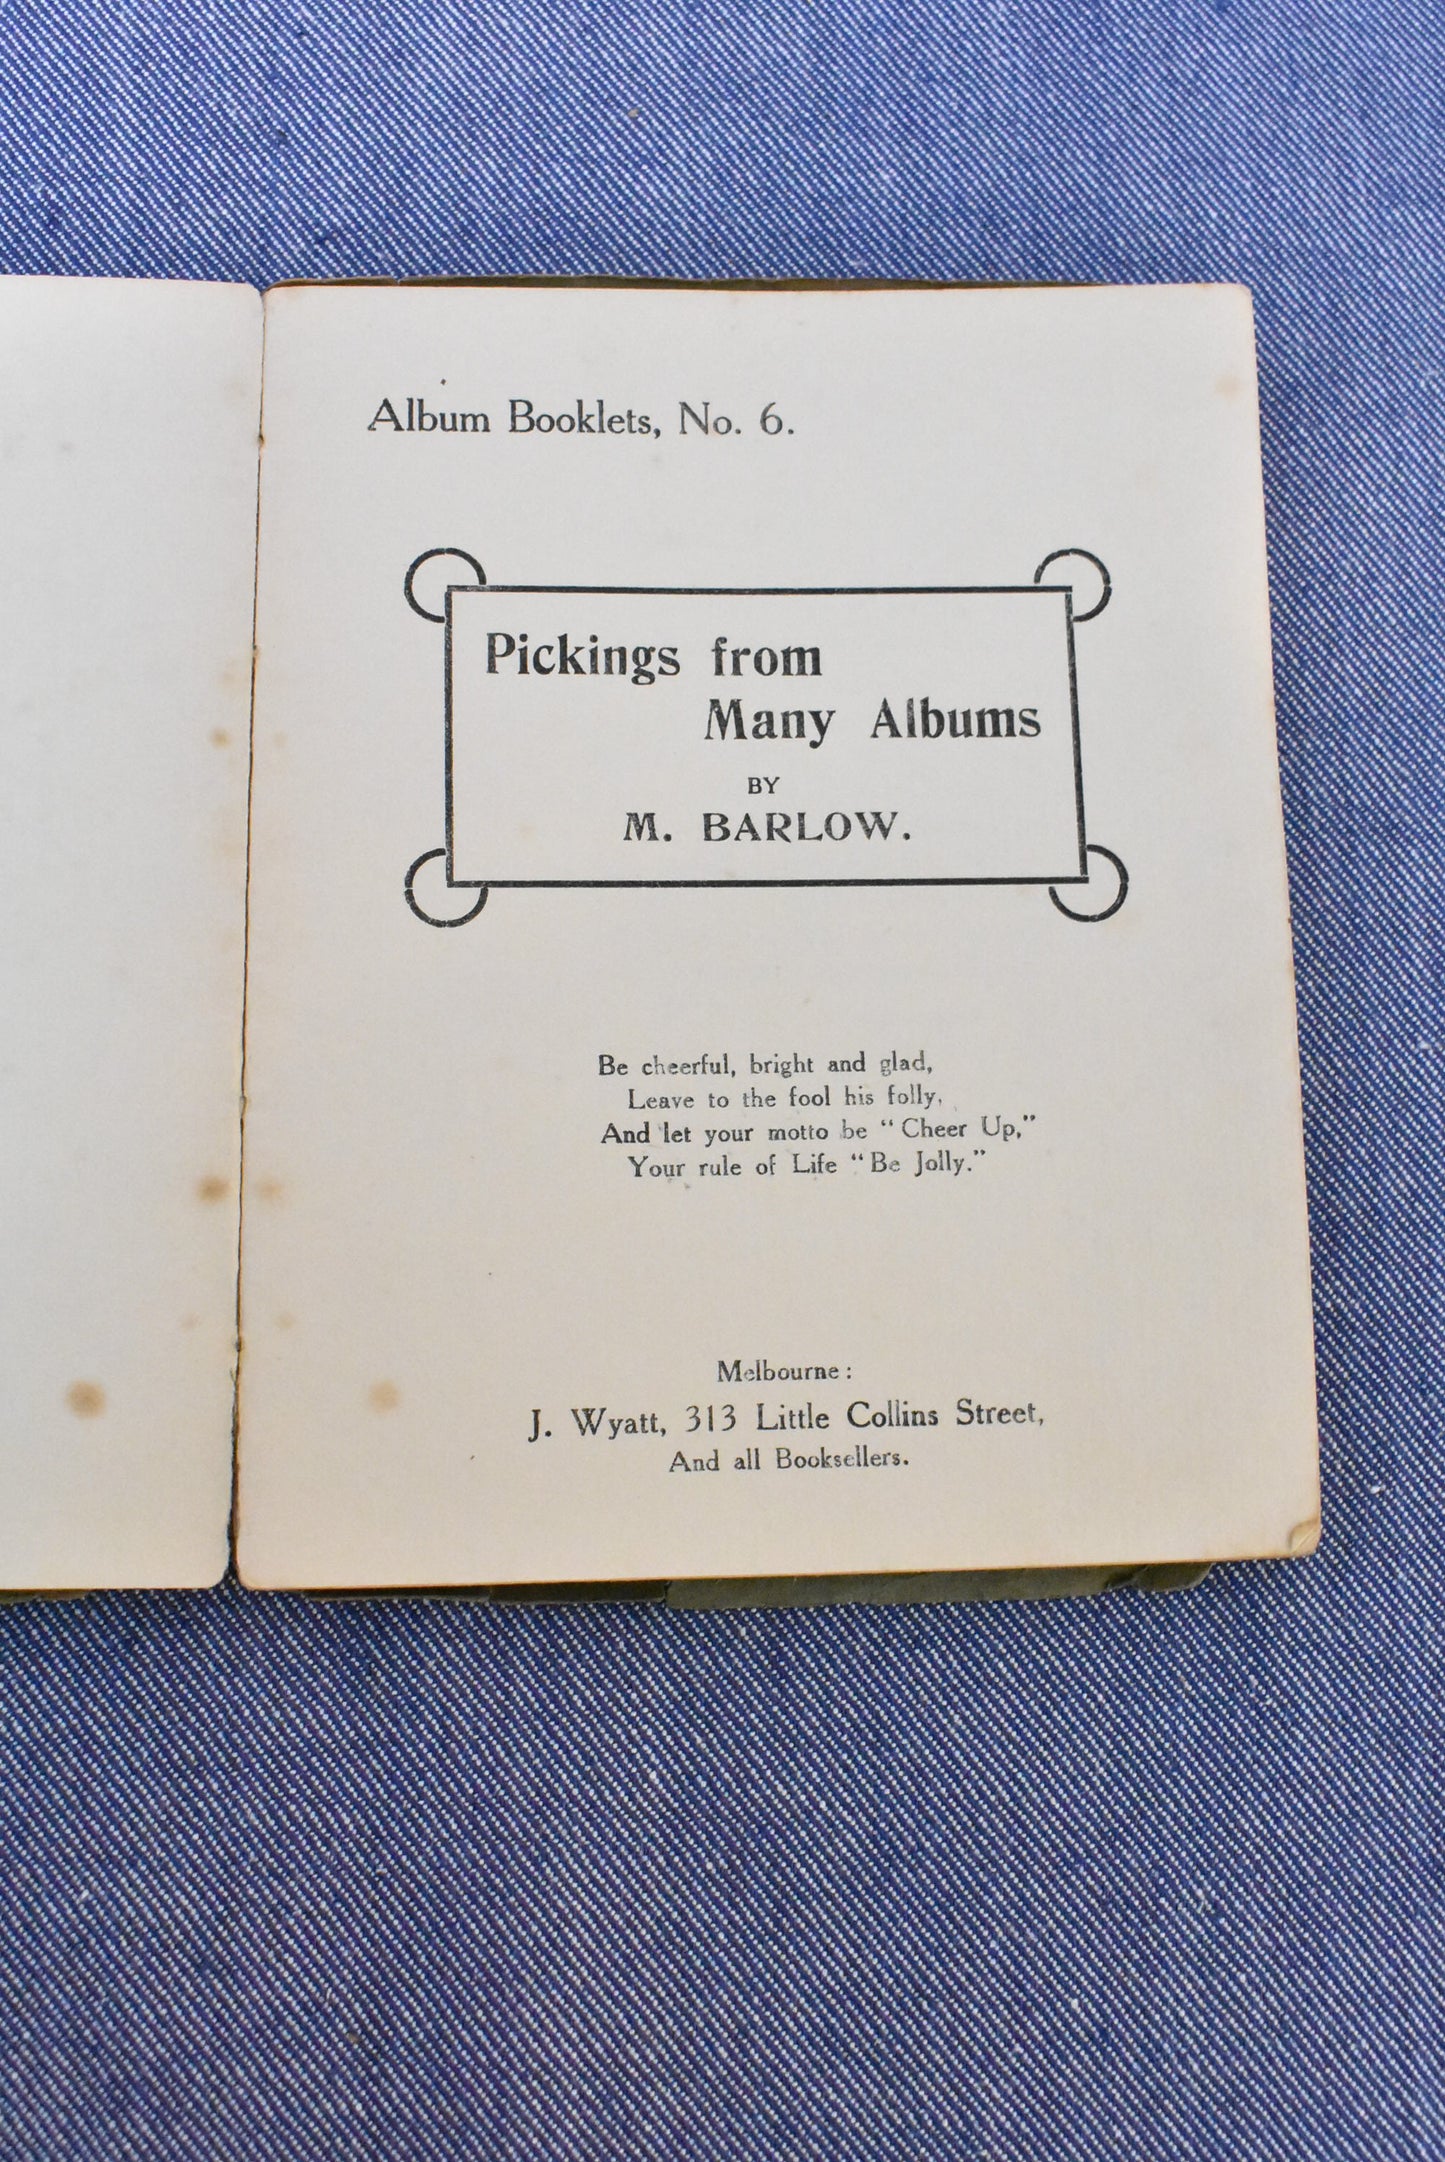 Album Booklets, No. 6.
Pickings from
Many Albums
BY
M. BARLOW.
Be cheerful, bright and glad,
Leave to the fool his folly,
And let your motto be “Cheer Up,”
Your rule of Life “Be Jolly.”
Melbourne:
J. Wyatt, 313 Little Collins Street,
And all Booksellers.